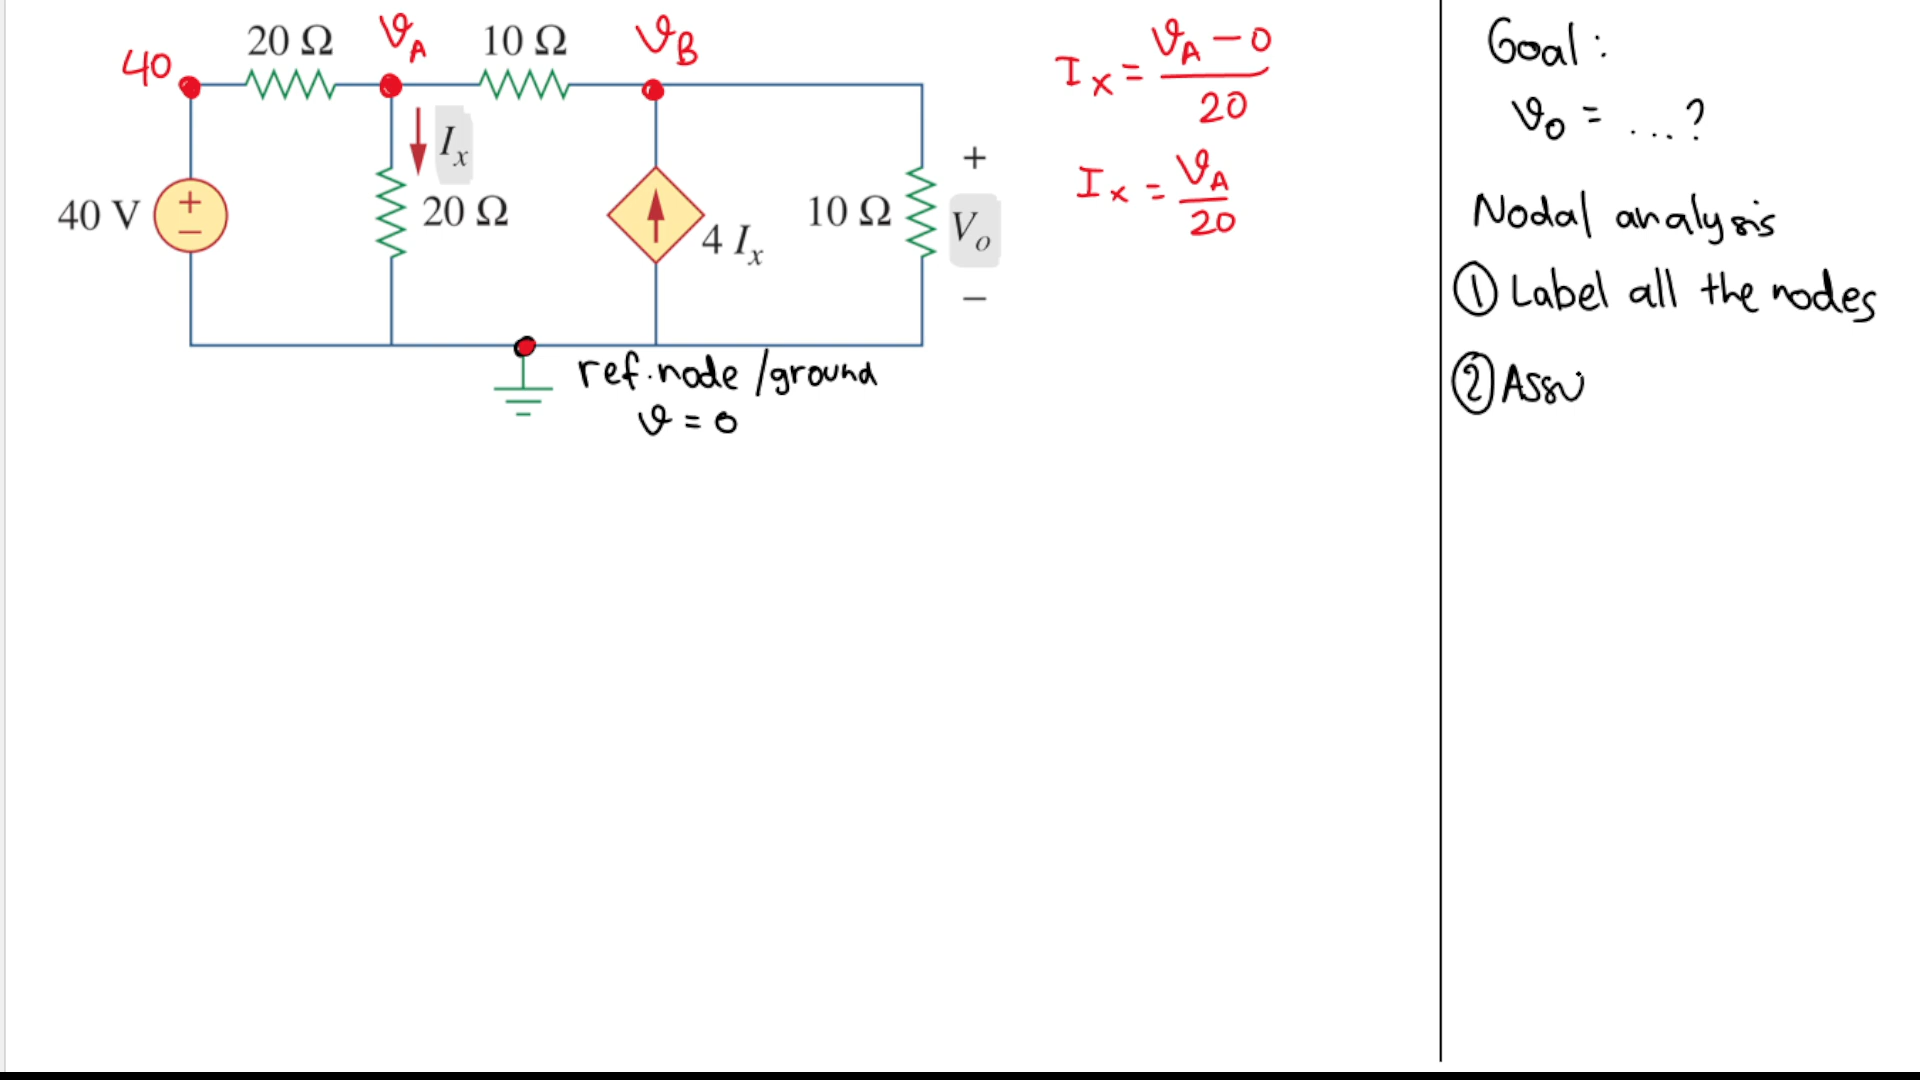 40
20 Ω
𝑣A
10 Ω
𝑣B
Iₓ
40 V
+
−
20 Ω
4 Iₓ
10 Ω
+
Vₒ
−
ref. node / ground
𝑣 = 0
Iₓ = (𝑣A − 0)/20
Iₓ = 𝑣A/20
Goal :
𝑣o = ...?
Nodal analysis
① Label all the nodes
② Assu